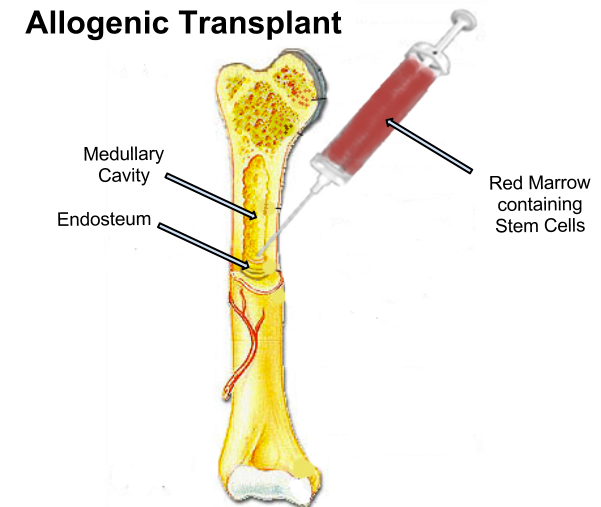 Allogenic Transplant
Medullary
Cavity
Endosteum
Red Marrow
containing
Stem Cells